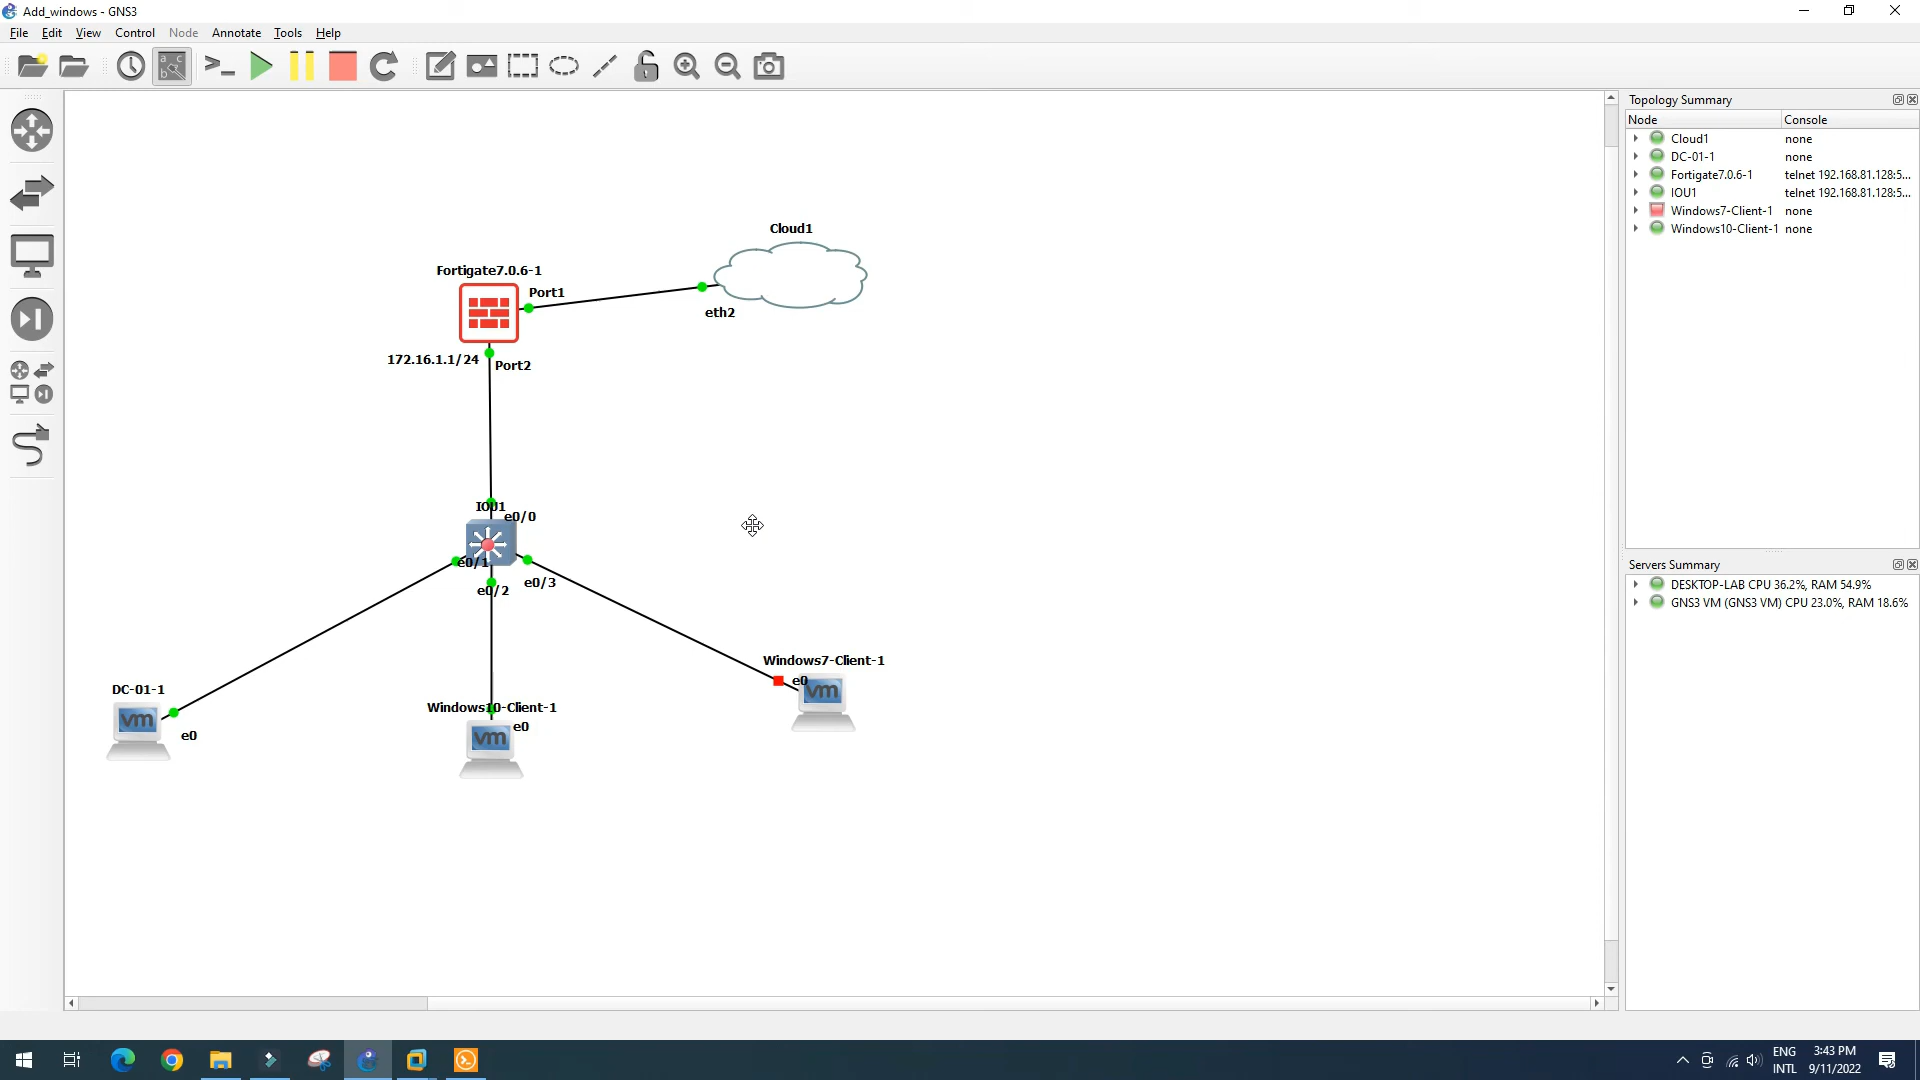 Add_windows - GNS3
File Edit View Control Node Annotate Tools Help
Topology Summary
Node Console
Cloud1 none
DC-01-1 none
Fortigate7.0.6-1 telnet 192.168.81.128:5...
IOU1 telnet 192.168.81.128:5...
Windows7-Client-1 none
Windows10-Client-1 none
Cloud1
Fortigate7.0.6-1
Port1
eth2
172.16.1.1/24
Port2
IOU1
e0/0
e0/1
e0/2
e0/3
Windows7-Client-1
e0
vm
DC-01-1
vm
e0
Windows10-Client-1
e0
vm
Servers Summary
DESKTOP-LAB CPU 36.2%, RAM 54.9%
GNS3 VM (GNS3 VM) CPU 23.0%, RAM 18.6%
ENG
INTL
3:43 PM
9/11/2022